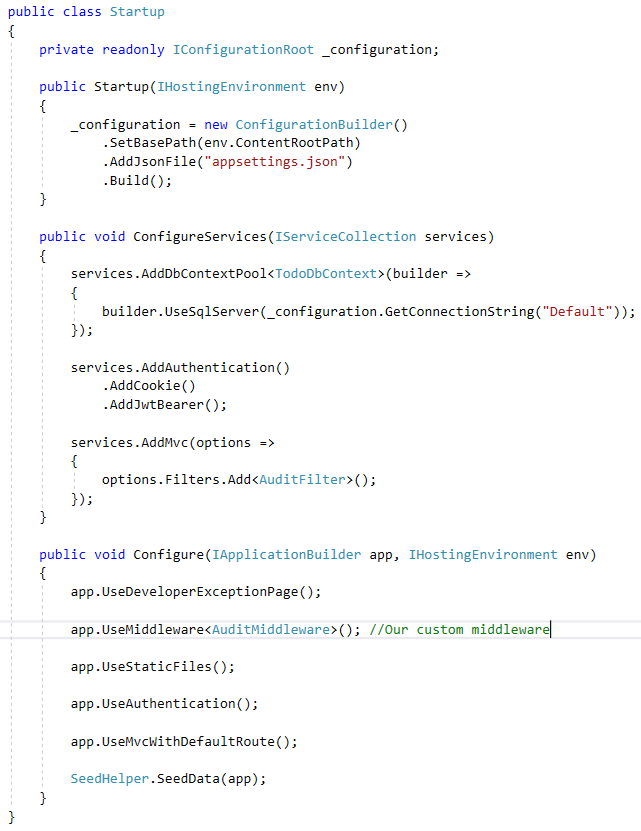 public class Startup
{
    private readonly IConfigurationRoot _configuration;

    public Startup(IHostingEnvironment env)
    {
        _configuration = new ConfigurationBuilder()
            .SetBasePath(env.ContentRootPath)
            .AddJsonFile("appsettings.json")
            .Build();
    }

    public void ConfigureServices(IServiceCollection services)
    {
        services.AddDbContextPool<TodoDbContext>(builder =>
        {
            builder.UseSqlServer(_configuration.GetConnectionString("Default"));
        });

        services.AddAuthentication()
            .AddCookie()
            .AddJwtBearer();

        services.AddMvc(options =>
        {
            options.Filters.Add<AuditFilter>();
        });
    }

    public void Configure(IApplicationBuilder app, IHostingEnvironment env)
    {
        app.UseDeveloperExceptionPage();

        app.UseMiddleware<AuditMiddleware>(); //Our custom middleware

        app.UseStaticFiles();

        app.UseAuthentication();

        app.UseMvcWithDefaultRoute();

        SeedHelper.SeedData(app);
    }
}